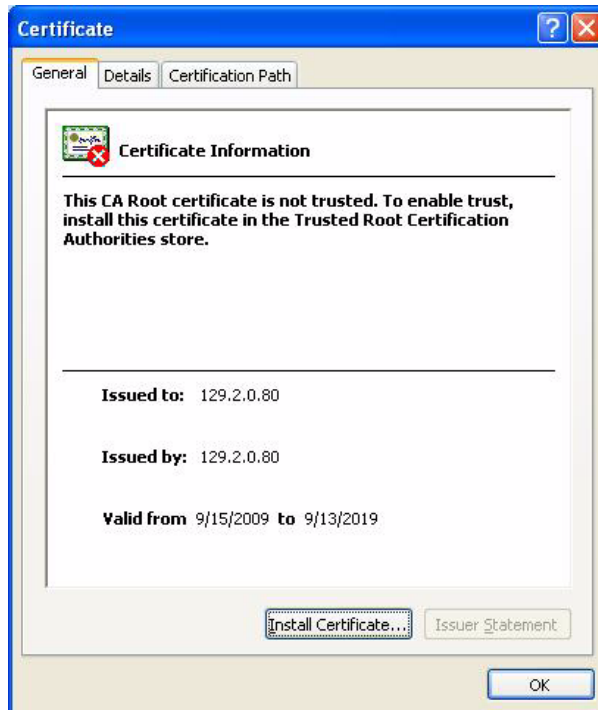 Certificate
General Details Certification Path
Certificate Information
This CA Root certificate is not trusted. To enable trust,
install this certificate in the Trusted Root Certification
Authorities store.
Issued to: 129.2.0.80
Issued by: 129.2.0.80
Valid from 9/15/2009 to 9/13/2019
Install Certificate... Issuer Statement
OK